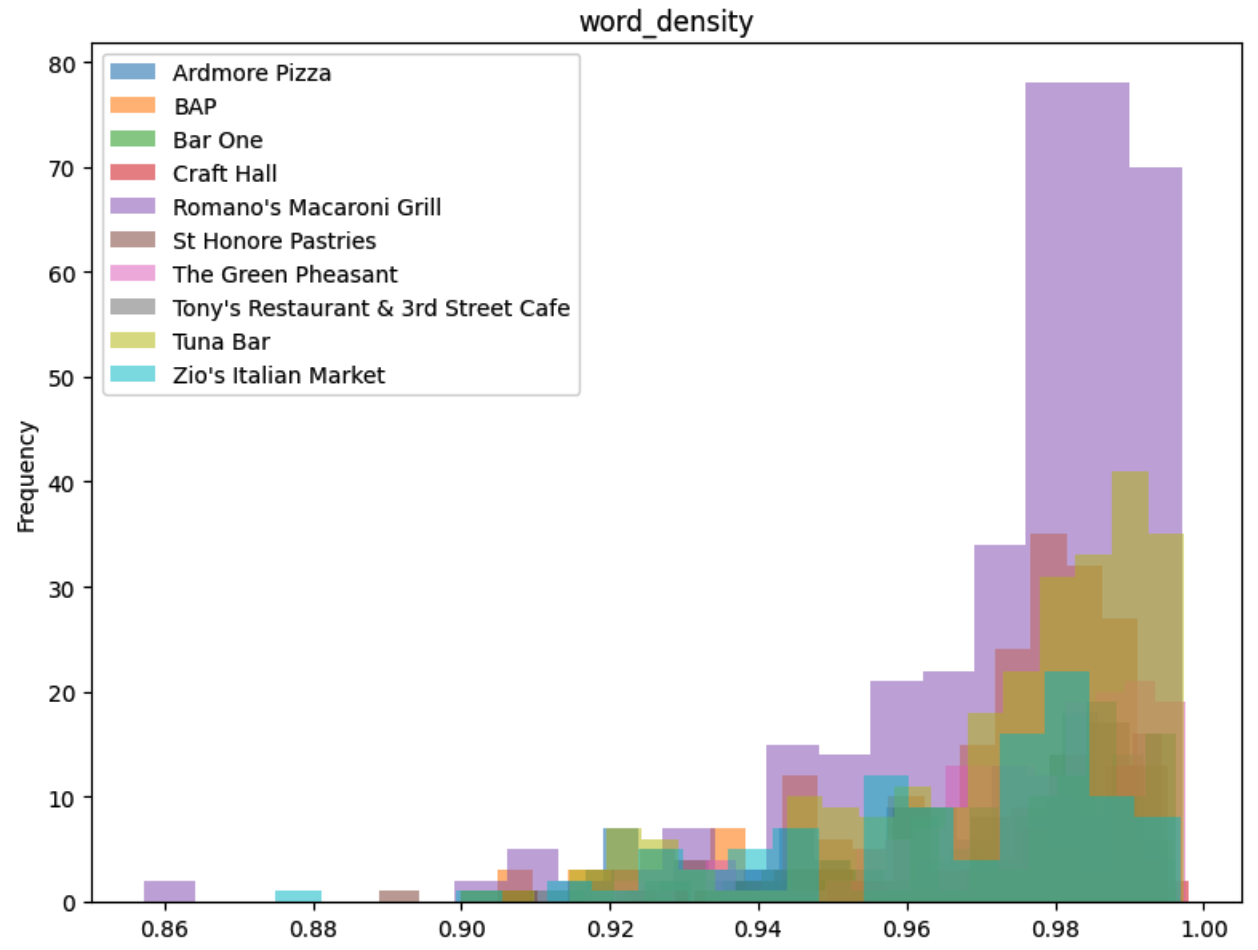 word_density
80
70
60
50
40
30
20
10
0
Frequency
Ardmore Pizza
BAP
Bar One
Craft Hall
Romano's Macaroni Grill
St Honore Pastries
The Green Pheasant
Tony's Restaurant & 3rd Street Cafe
Tuna Bar
Zio's Italian Market
0.86 0.88 0.90 0.92 0.94 0.96 0.98 1.00